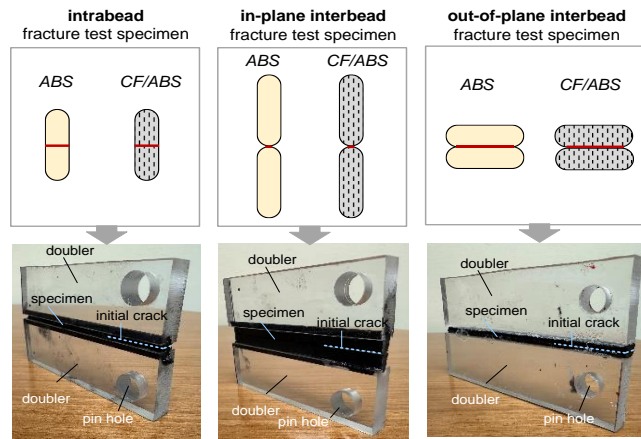 intrabead
fracture test specimen
ABS
CF/ABS
doubler
specimen
initial crack
doubler
pin hole
in-plane interbead
fracture test specimen
ABS
CF/ABS
doubler
specimen
initial crack
doubler
pin hole
out-of-plane interbead
fracture test specimen
ABS
CF/ABS
doubler
specimen
initial crack
doubler
pin hole